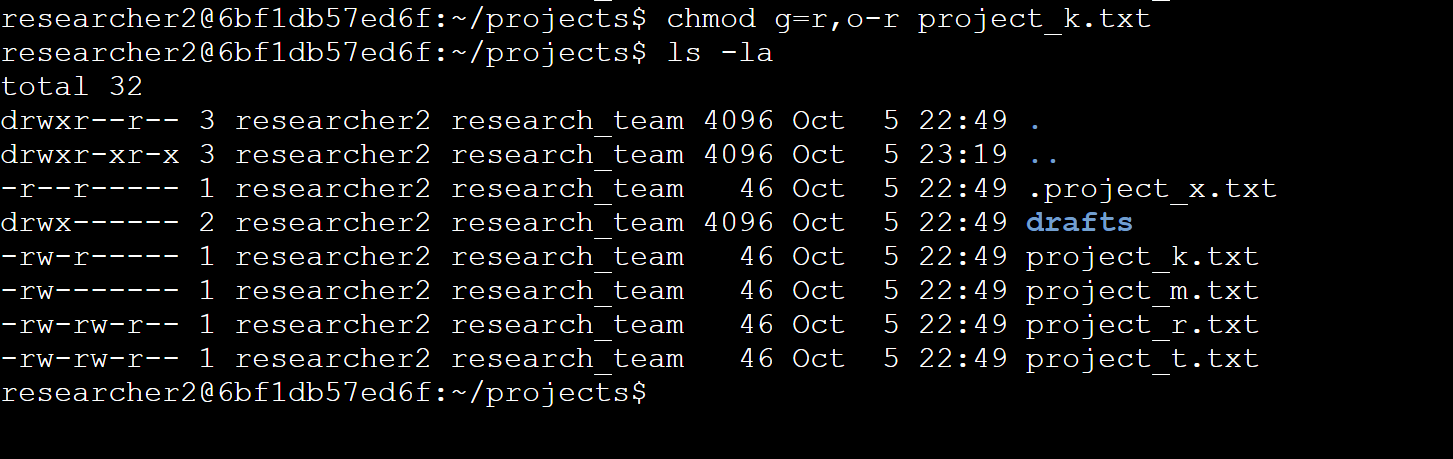 researcher2@6bf1db57ed6f:~/projects$ chmod g=r,o-r project_k.txt
researcher2@6bf1db57ed6f:~/projects$ ls -la
total 32
drwxr--r-- 3 researcher2 research_team 4096 Oct  5 22:49 .
drwxr-xr-x 3 researcher2 research_team 4096 Oct  5 23:19 ..
-r--r----- 1 researcher2 research_team   46 Oct  5 22:49 .project_x.txt
drwx------ 2 researcher2 research_team 4096 Oct  5 22:49 drafts
-rw-r----- 1 researcher2 research_team   46 Oct  5 22:49 project_k.txt
-rw------- 1 researcher2 research_team   46 Oct  5 22:49 project_m.txt
-rw-rw-r-- 1 researcher2 research_team   46 Oct  5 22:49 project_r.txt
-rw-rw-r-- 1 researcher2 research_team   46 Oct  5 22:49 project_t.txt
researcher2@6bf1db57ed6f:~/projects$